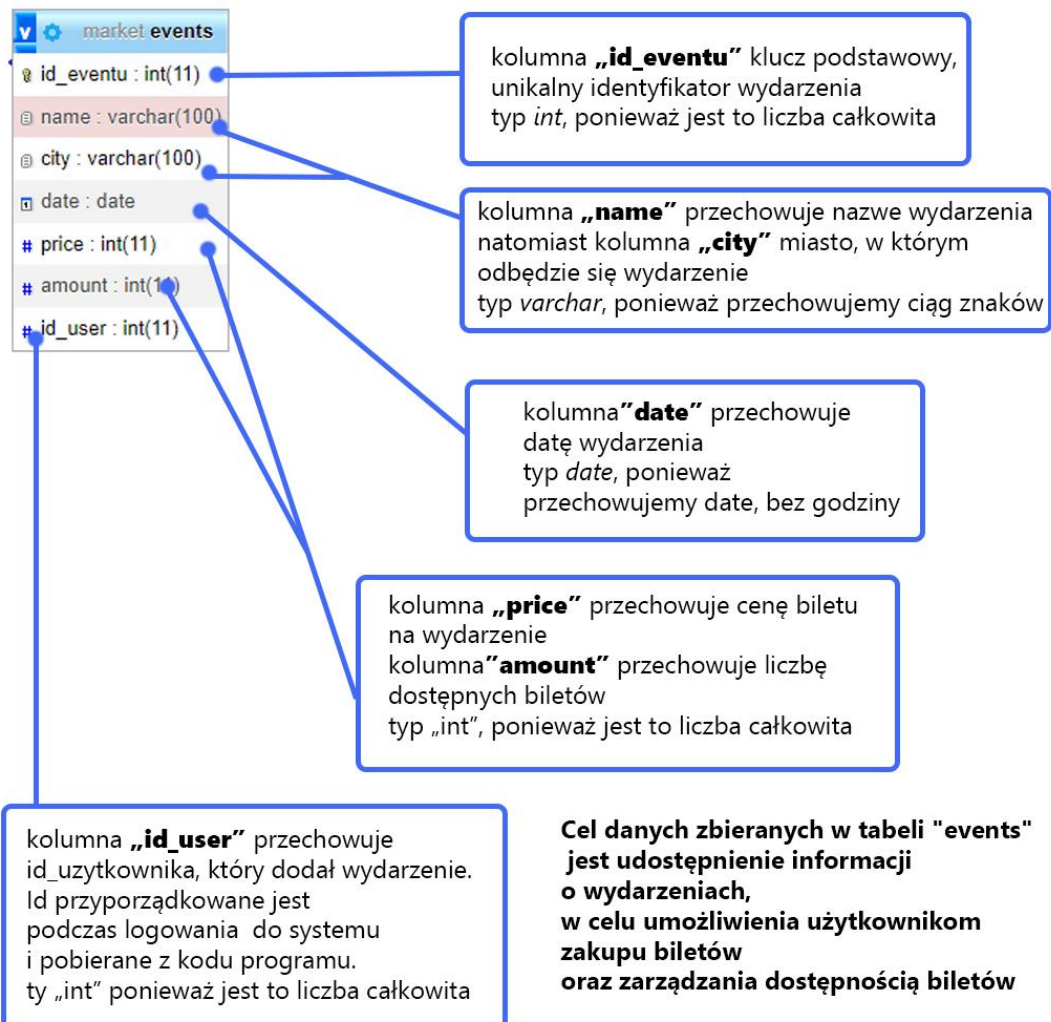 v market events
id_eventu : int(11)
name : varchar(100)
city : varchar(100)
date : date
price : int(11)
amount : int(11)
id_user : int(11)
kolumna „id_eventu” klucz podstawowy,
unikalny identyfikator wydarzenia
typ int, ponieważ jest to liczba całkowita
kolumna „name” przechowuje nazwe wydarzenia
natomiast kolumna „city” miasto, w którym
odbędzie się wydarzenie
typ varchar, ponieważ przechowujemy ciąg znaków
kolumna”date” przechowuje
datę wydarzenia
typ date, ponieważ
przechowujemy date, bez godziny
kolumna „price” przechowuje cenę biletu
na wydarzenie
kolumna”amount” przechowuje liczbę
dostępnych biletów
typ „int”, ponieważ jest to liczba całkowita
kolumna „id_user” przechowuje
id_uzytkownika, który dodał wydarzenie.
Id przyporządkowane jest
podczas logowania do systemu
i pobierane z kodu programu.
ty „int” ponieważ jest to liczba całkowita
Cel danych zbieranych w tabeli "events"
jest udostępnienie informacji
o wydarzeniach,
w celu umożliwienia użytkownikom
zakupu biletów
oraz zarządzania dostępnością biletów